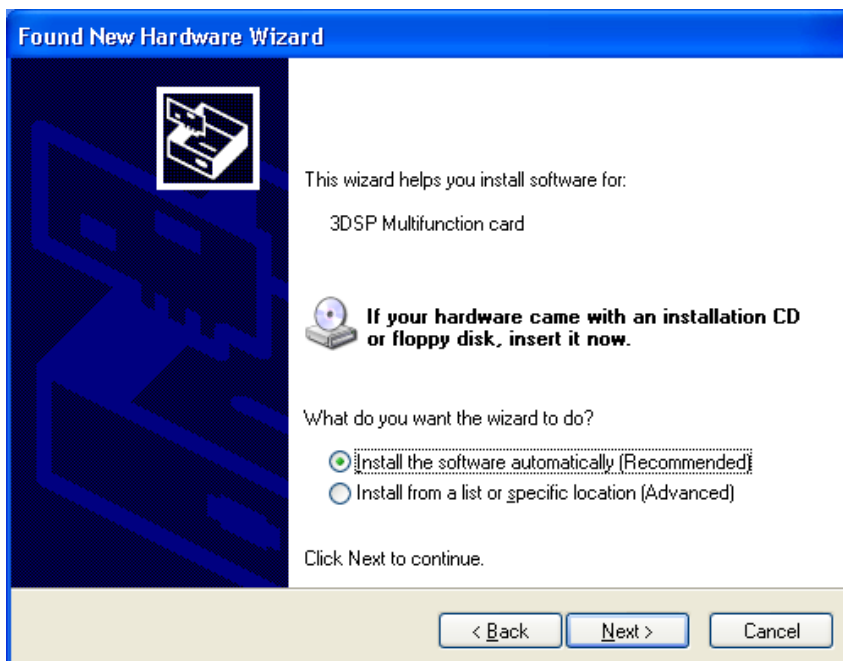 Found New Hardware Wizard
This wizard helps you install software for:
3DSP Multifunction card
If your hardware came with an installation CD
or floppy disk, insert it now.
What do you want the wizard to do?
Install the software automatically (Recommended)
Install from a list or specific location (Advanced)
Click Next to continue.
< Back
Next >
Cancel